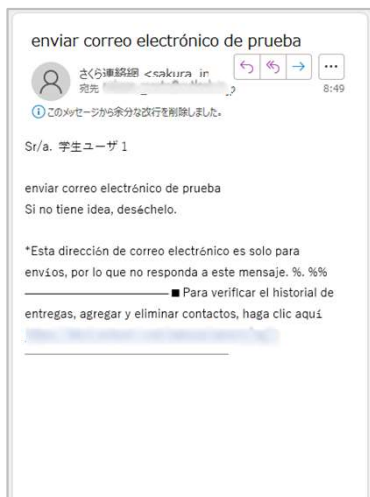 enviar correo electrónico de prueba
さくら連絡網 <sakura_in
宛先
8:49
このメッセージから余分な改行を削除しました。
Sr/a. 学生ユーザ1
enviar correo electrónico de prueba
Si no tiene idea, deséchelo.
*Esta dirección de correo electrónico es solo para
envíos, por lo que no responda a este mensaje. %. %%
■ Para verificar el historial de
entregas, agregar y eliminar contactos, haga clic aquí